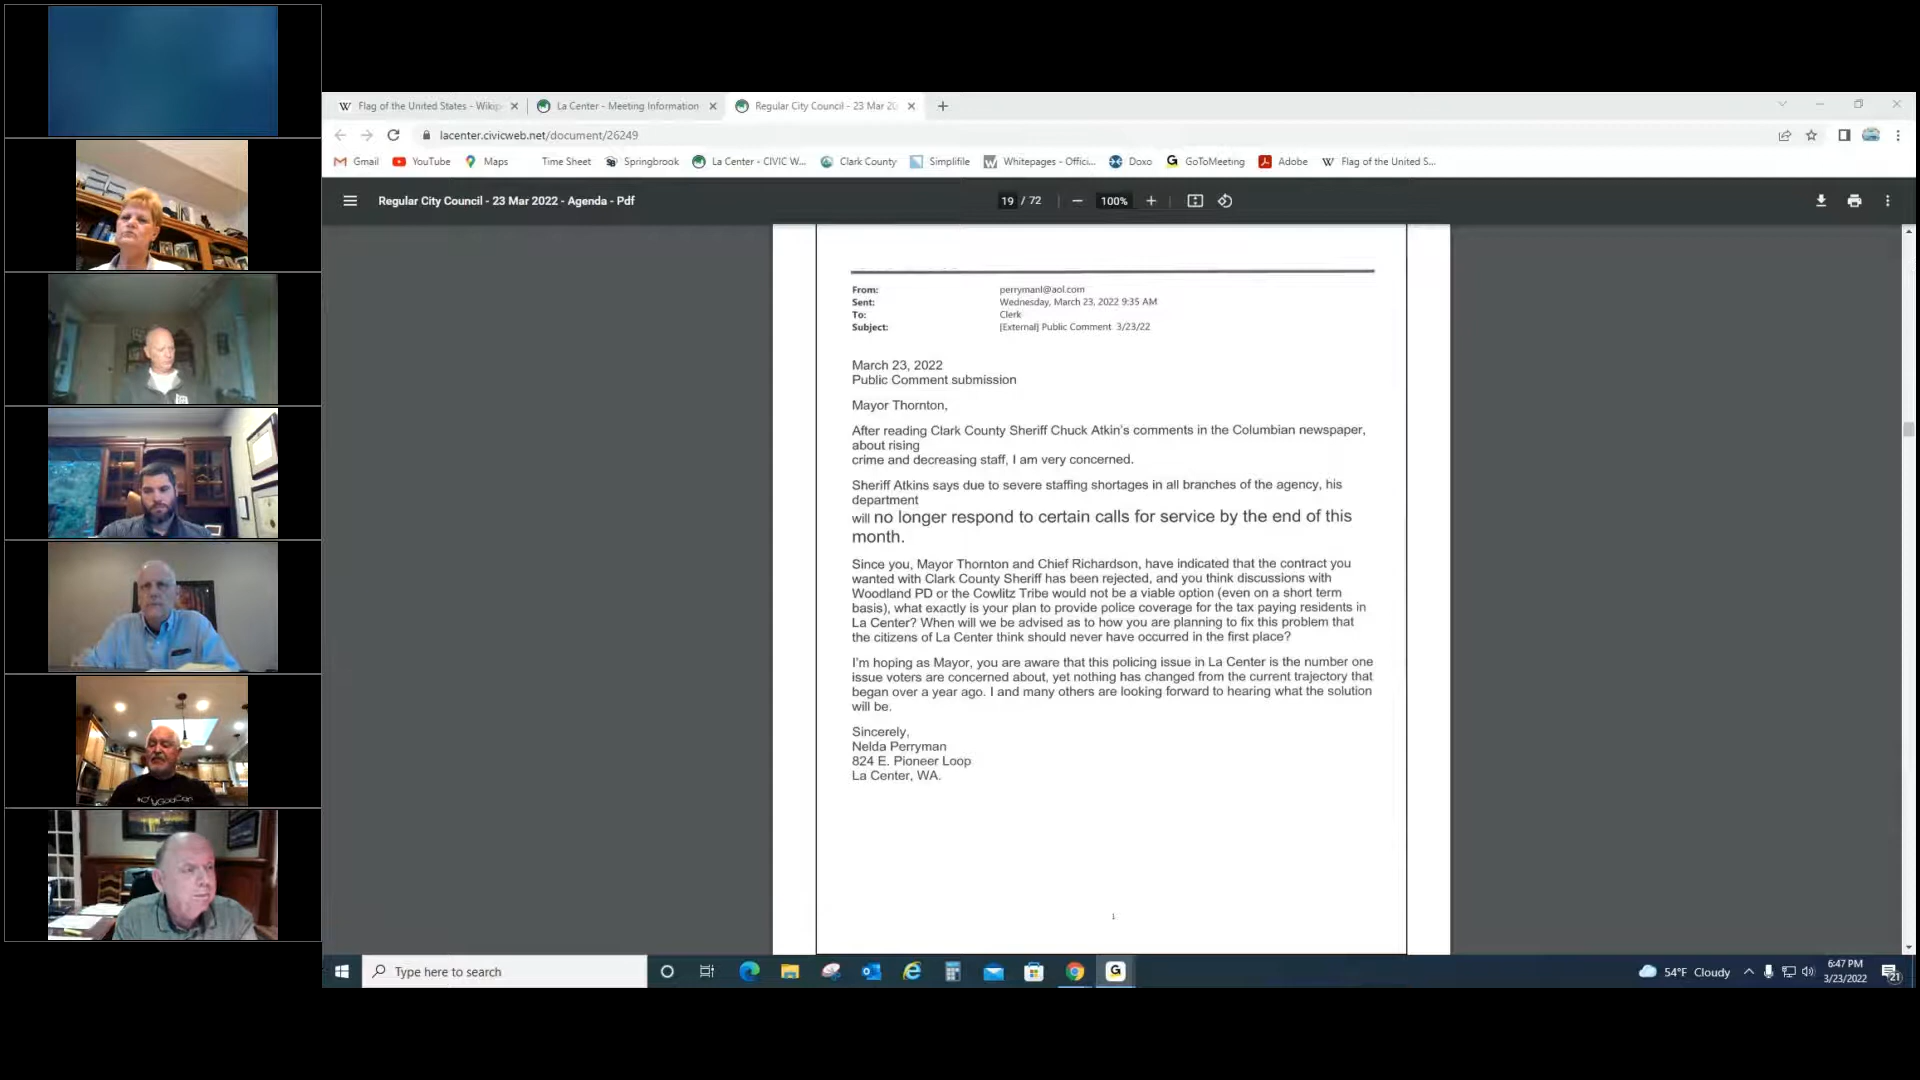 Flag of the United States - Wikip
La Center - Meeting Information
Regular City Council - 23 Mar 20
lacenter.civicweb.net/document/26249
Gmail
YouTube
Maps
Time Sheet
Springbrook
La Center - CIVIC W...
Clark County
Simplifile
Whitepages - Offici...
Doxo
GoToMeeting
Adobe
Flag of the United S...
Regular City Council - 23 Mar 2022 - Agenda - Pdf
19 / 72
100%
From: perrymanl@aol.com
Sent: Wednesday, March 23, 2022 9:35 AM
To: Clerk
Subject: [External] Public Comment 3/23/22
March 23, 2022
Public Comment submission
Mayor Thornton,
After reading Clark County Sheriff Chuck Atkin's comments in the Columbian newspaper,
about rising
crime and decreasing staff, I am very concerned.
Sheriff Atkins says due to severe staffing shortages in all branches of the agency, his
department
will no longer respond to certain calls for service by the end of this
month.
Since you, Mayor Thornton and Chief Richardson, have indicated that the contract you
wanted with Clark County Sheriff has been rejected, and you think discussions with
Woodland PD or the Cowlitz Tribe would not be a viable option (even on a short term
basis), what exactly is your plan to provide police coverage for the tax paying residents in
La Center? When will we be advised as to how you are planning to fix this problem that
the citizens of La Center think should never have occurred in the first place?
I'm hoping as Mayor, you are aware that this policing issue in La Center is the number one
issue voters are concerned about, yet nothing has changed from the current trajectory that
began over a year ago. I and many others are looking forward to hearing what the solution
will be.
Sincerely,
Nelda Perryman
824 E. Pioneer Loop
La Center, WA.
1
Type here to search
54°F Cloudy
6:47 PM
3/23/2022
21